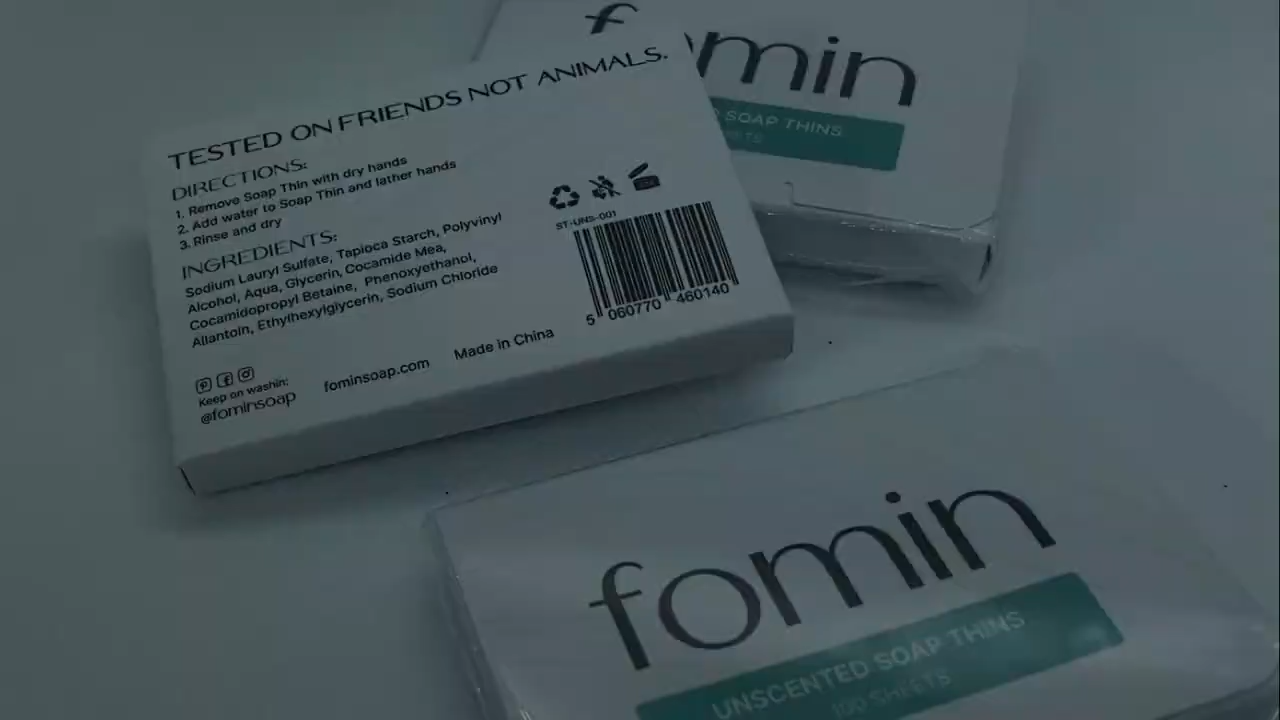 fomin
SOAP THINS
TESTED ON FRIENDS NOT ANIMALS.
DIRECTIONS:
1. Remove Soap Thin with dry hands
2. Add water to Soap Thin and lather hands
3. Rinse and dry
INGREDIENTS:
Sodium Lauryl Sulfate, Tapioca Starch, Polyvinyl
Alcohol, Aqua, Glycerin, Cocamide Mea,
Cocamidopropyl Betaine, Phenoxyethanol,
Allantoin, Ethylhexylglycerin, Sodium Chloride
ST-UNS-001
5 060770 460140
Keep on washin:
@fominsoap
fominsoap.com
Made in China
fomin
UNSCENTED SOAP THINS
100 SHEETS